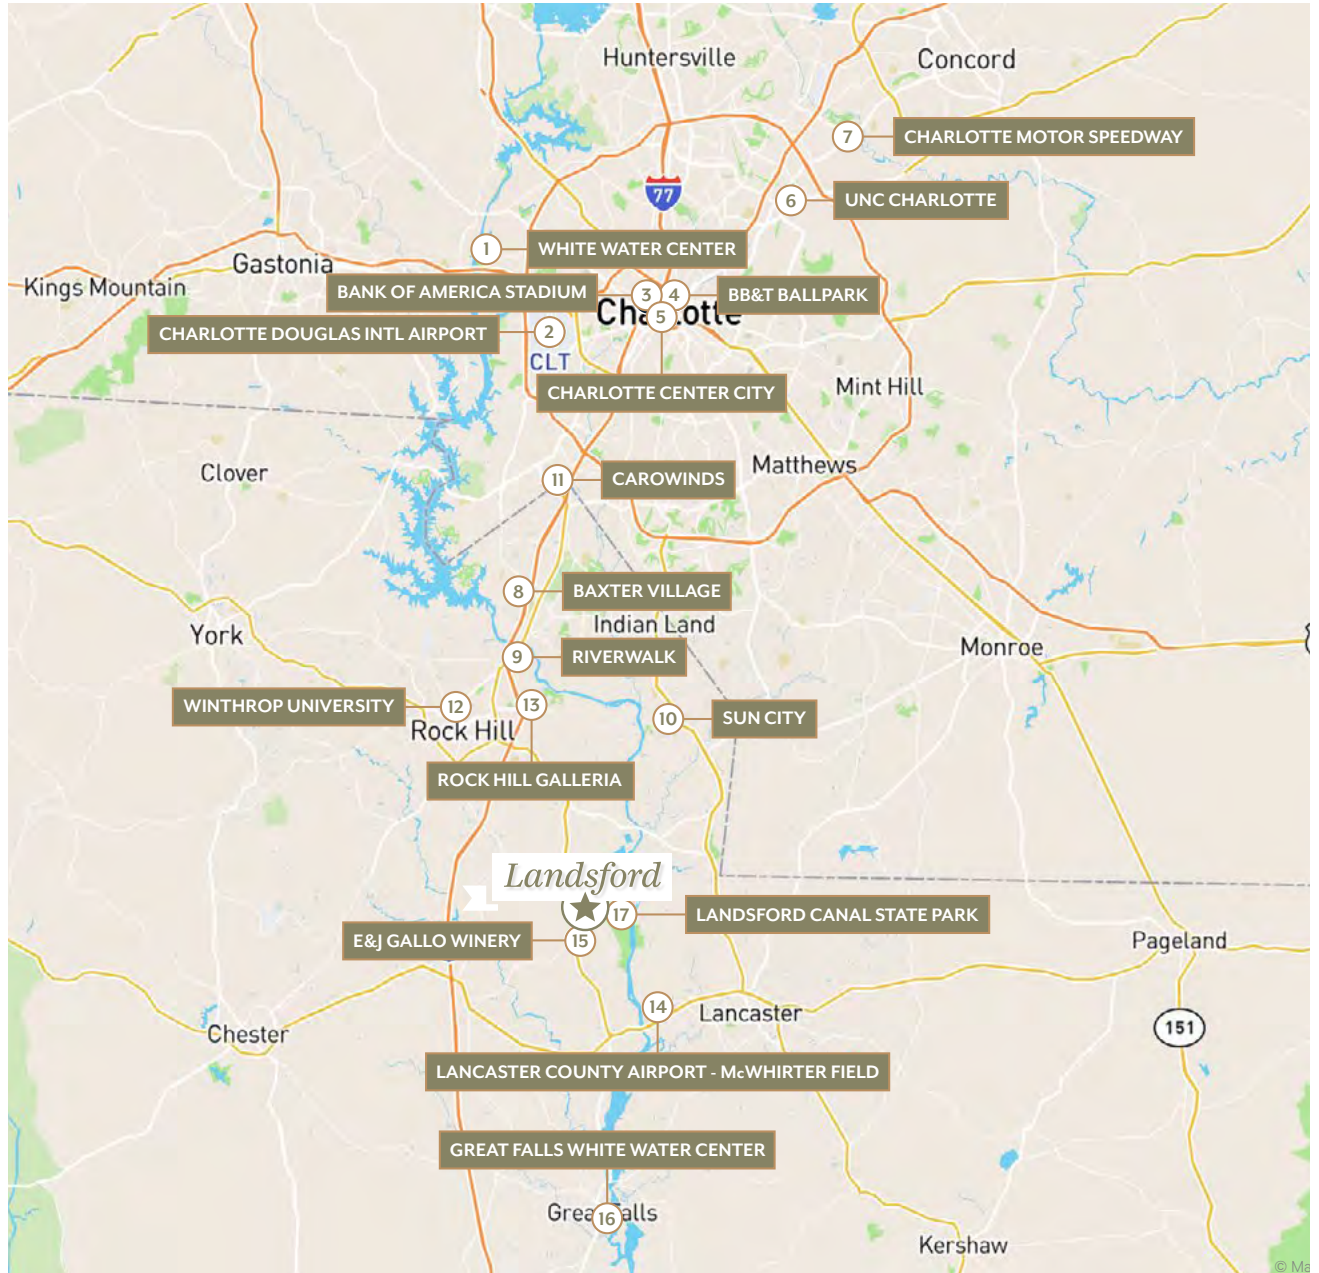 Huntersville
Concord
7
CHARLOTTE MOTOR SPEEDWAY
77
6
UNC CHARLOTTE
1
WHITE WATER CENTER
Gastonia
Kings Mountain
BANK OF AMERICA STADIUM
3
4
BB&T BALLPARK
Charlotte
5
CHARLOTTE DOUGLAS INTL AIRPORT
2
CLT
CHARLOTTE CENTER CITY
Mint Hill
Clover
Matthews
11
CAROWINDS
8
BAXTER VILLAGE
Indian Land
York
Monroe
9
RIVERWALK
WINTHROP UNIVERSITY
12
13
10
SUN CITY
Rock Hill
ROCK HILL GALLERIA
Landsford
17
LANDSFORD CANAL STATE PARK
E&J GALLO WINERY
15
Pageland
14
Lancaster
151
Chester
LANCASTER COUNTY AIRPORT - McWHIRTER FIELD
GREAT FALLS WHITE WATER CENTER
Great Falls
16
Kershaw
© Ma